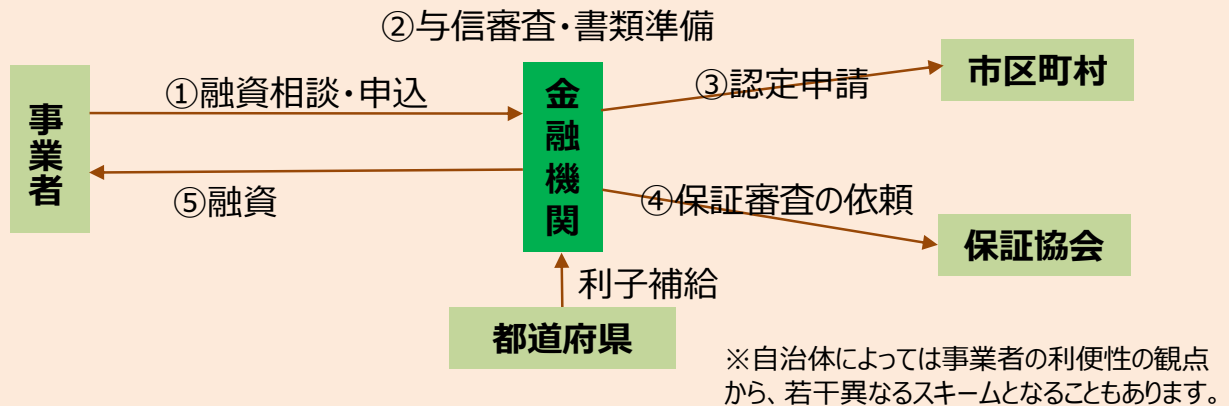 ②与信審査・書類準備
市区町村
①融資相談・申込
③認定申請
事業者
金融機関
⑤融資
④保証審査の依頼
保証協会
利子補給
都道府県
※自治体によっては事業者の利便性の観点
から、若干異なるスキームとなることもあります。